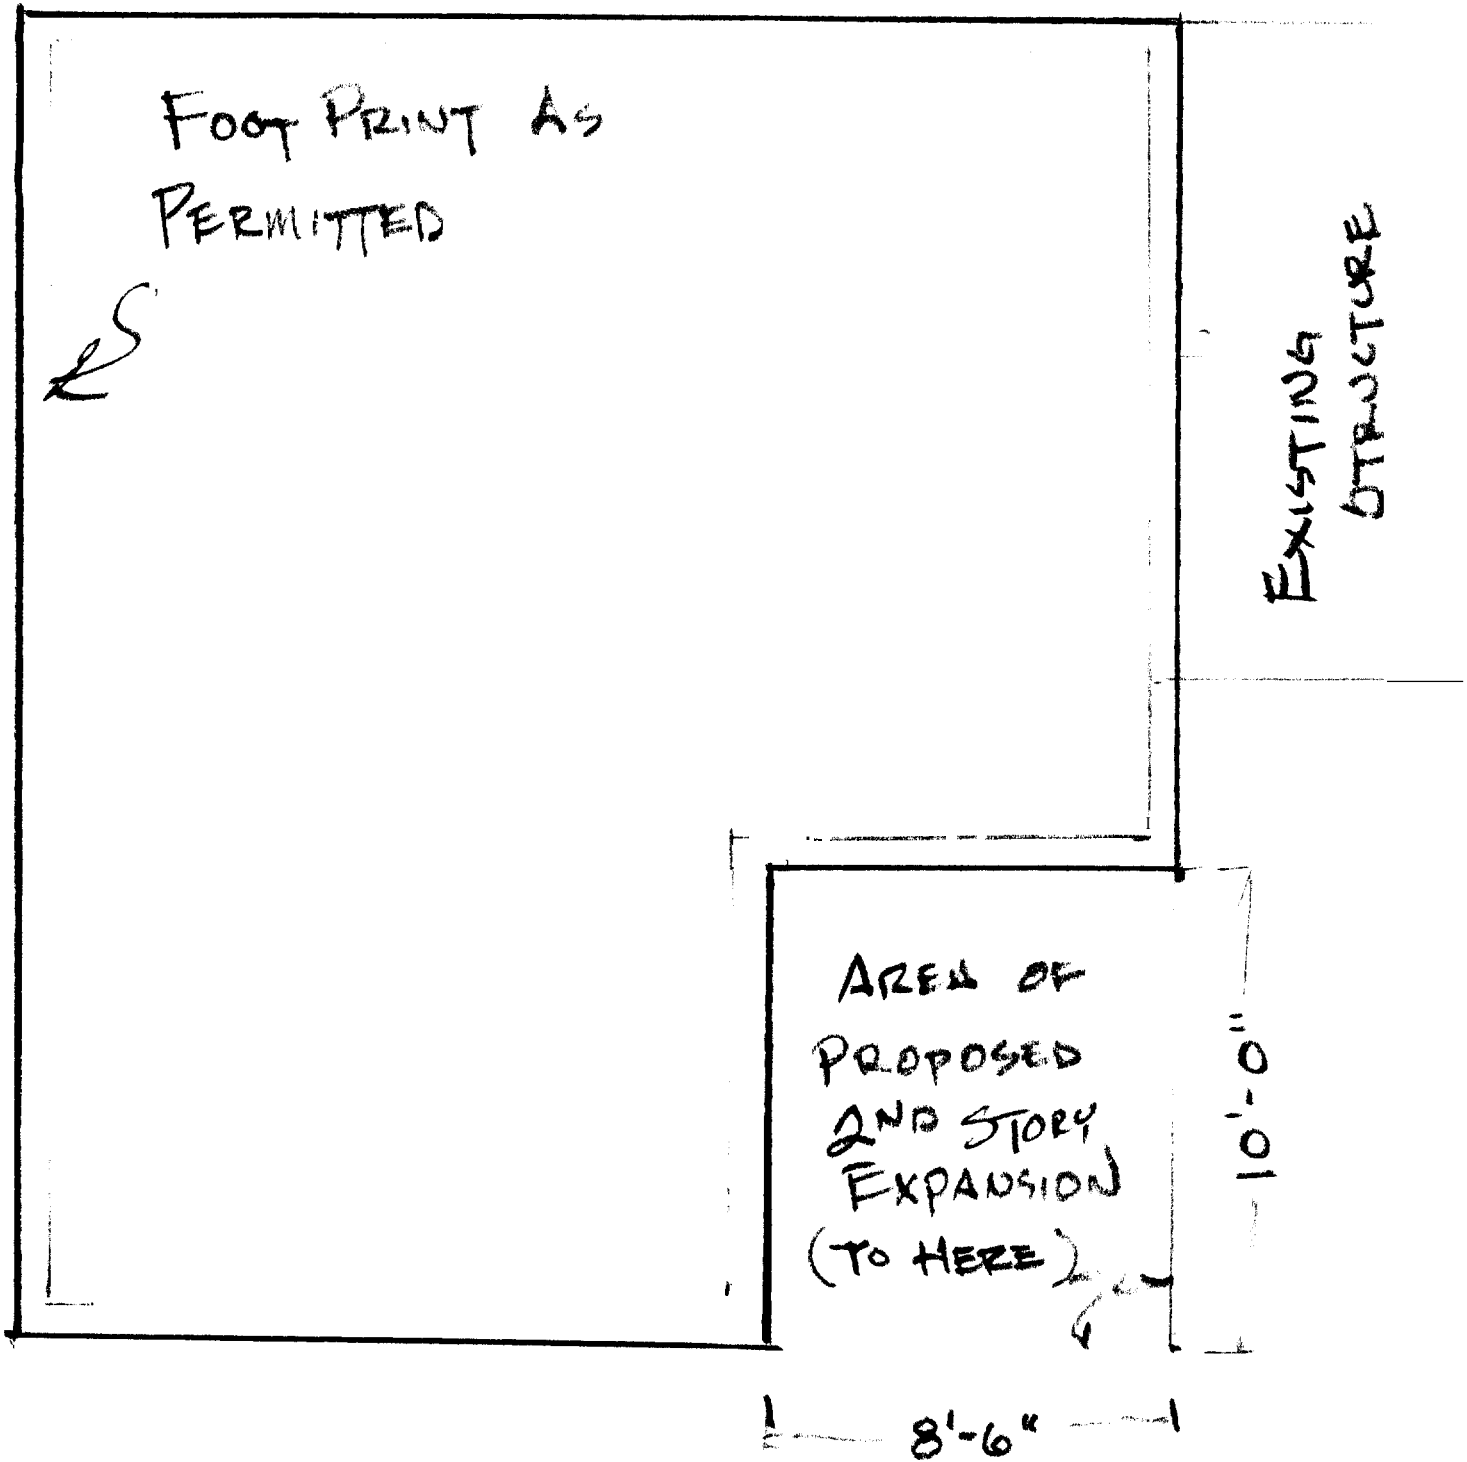 FOOT PRINT AS
PERMITTED
EXISTING
STRUCTURE
AREA OF
PROPOSED
2ND STORY
EXPANSION
(TO HERE)
10'-0"
8'-6"